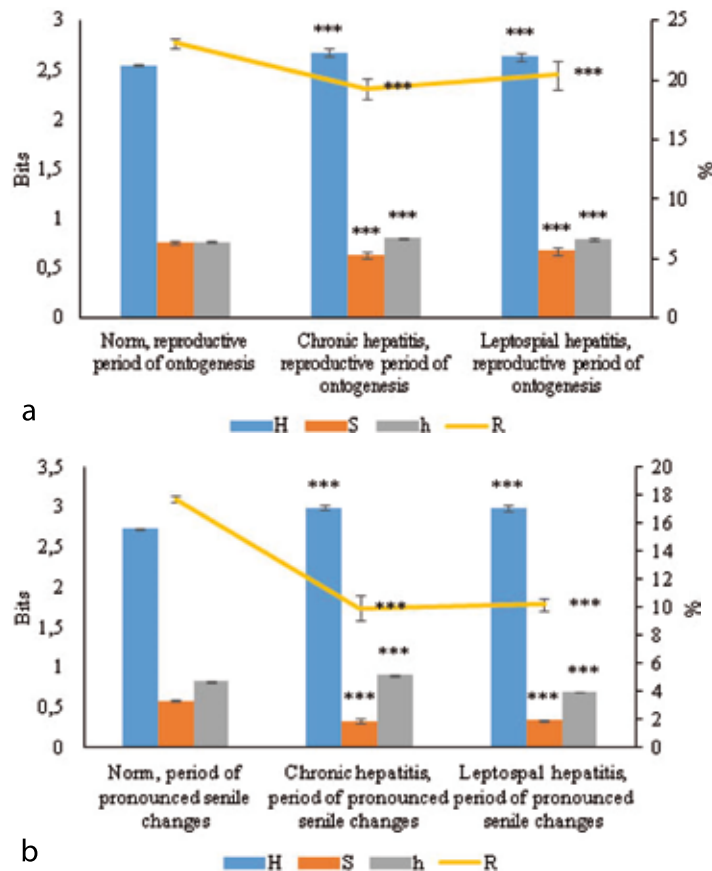 3
2,5
2
1,5
1
0,5
0
Bits
25
20
15
10
5
0
%
***
***
***
***
***
***
***
***
Norm, reproductive
period of ontogenesis
Chronic hepatitis,
reproductive period of
ontogenesis
Leptospial hepatitis,
reproductive period of
ontogenesis
a
H S h R
3,5
3
2,5
2
1,5
1
0,5
0
Bits
20
18
16
14
12
10
8
6
4
2
0
%
***
***
***
***
***
***
***
***
Norm, period of
pronounced senile
changes
Chronic hepatitis,
period of pronounced
senile changes
Leptospal hepatitis,
period of pronounced
senile changes
b
H S h R